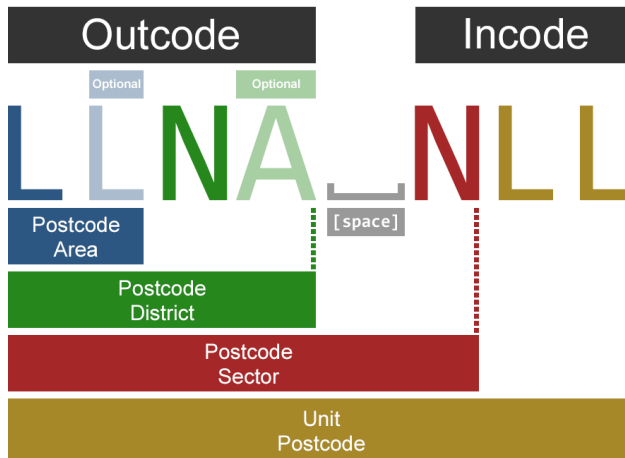 Outcode Incode
Optional Optional
L L N A N L L
Postcode
Area
[space]
Postcode
District
Postcode
Sector
Unit
Postcode